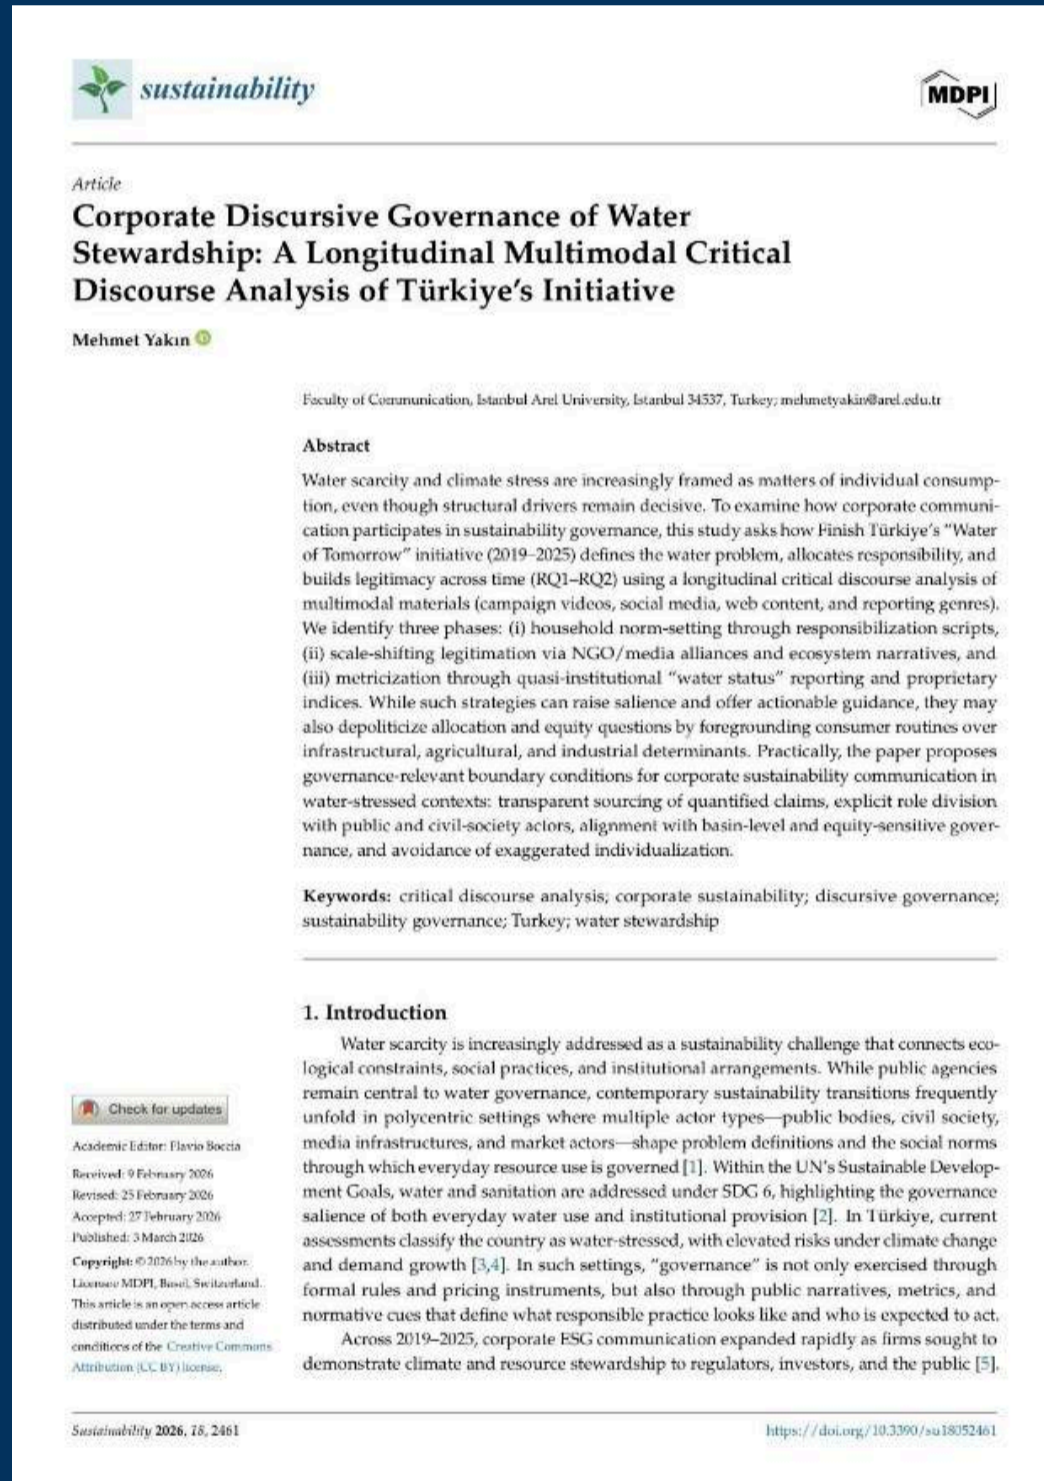 sustainability
MDPI
Article
Corporate Discursive Governance of Water
Stewardship: A Longitudinal Multimodal Critical
Discourse Analysis of Türkiye's Initiative
Mehmet Yakın
Faculty of Communication, Istanbul Arel University, Istanbul 34537, Turkey; mehmetyakin@arel.edu.tr
Abstract
Water scarcity and climate stress are increasingly framed as matters of individual consump-
tion, even though structural drivers remain decisive. To examine how corporate communi-
cation participates in sustainability governance, this study asks how Finish Türkiye's "Water
of Tomorrow" initiative (2019–2025) defines the water problem, allocates responsibility, and
builds legitimacy across time (RQ1–RQ2) using a longitudinal critical discourse analysis of
multimodal materials (campaign videos, social media, web content, and reporting genres).
We identify three phases: (i) household norm-setting through responsibilization scripts,
(ii) scale-shifting legitimation via NGO/media alliances and ecosystem narratives, and
(iii) metricization through quasi-institutional "water status" reporting and proprietary
indices. While such strategies can raise salience and offer actionable guidance, they may
also depoliticize allocation and equity questions by foregrounding consumer routines over
infrastructural, agricultural, and industrial determinants. Practically, the paper proposes
governance-relevant boundary conditions for corporate sustainability communication in
water-stressed contexts: transparent sourcing of quantified claims, explicit role division
with public and civil-society actors, alignment with basin-level and equity-sensitive gover-
nance, and avoidance of exaggerated individualization.
Keywords: critical discourse analysis; corporate sustainability; discursive governance;
sustainability governance; Turkey; water stewardship
1. Introduction
Water scarcity is increasingly addressed as a sustainability challenge that connects eco-
logical constraints, social practices, and institutional arrangements. While public agencies
remain central to water governance, contemporary sustainability transitions frequently
unfold in polycentric settings where multiple actor types—public bodies, civil society,
media infrastructures, and market actors—shape problem definitions and the social norms
through which everyday resource use is governed [1]. Within the UN's Sustainable Develop-
ment Goals, water and sanitation are addressed under SDG 6, highlighting the governance
salience of both everyday water use and institutional provision [2]. In Türkiye, current
assessments classify the country as water-stressed, with elevated risks under climate change
and demand growth [3,4]. In such settings, "governance" is not only exercised through
formal rules and pricing instruments, but also through public narratives, metrics, and
normative cues that define what responsible practice looks like and who is expected to act.
Across 2019–2025, corporate ESG communication expanded rapidly as firms sought to
demonstrate climate and resource stewardship to regulators, investors, and the public [5].
Check for updates
Academic Editor: Flavio Boccia
Received: 9 February 2026
Revised: 25 February 2026
Accepted: 27 February 2026
Published: 3 March 2026
Copyright: © 2026 by the author.
Licensee MDPI, Basel, Switzerland.
This article is an open access article
distributed under the terms and
conditions of the Creative Commons
Attribution (CC BY) license.
Sustainability 2026, 18, 2461
https://doi.org/10.3390/su18052461